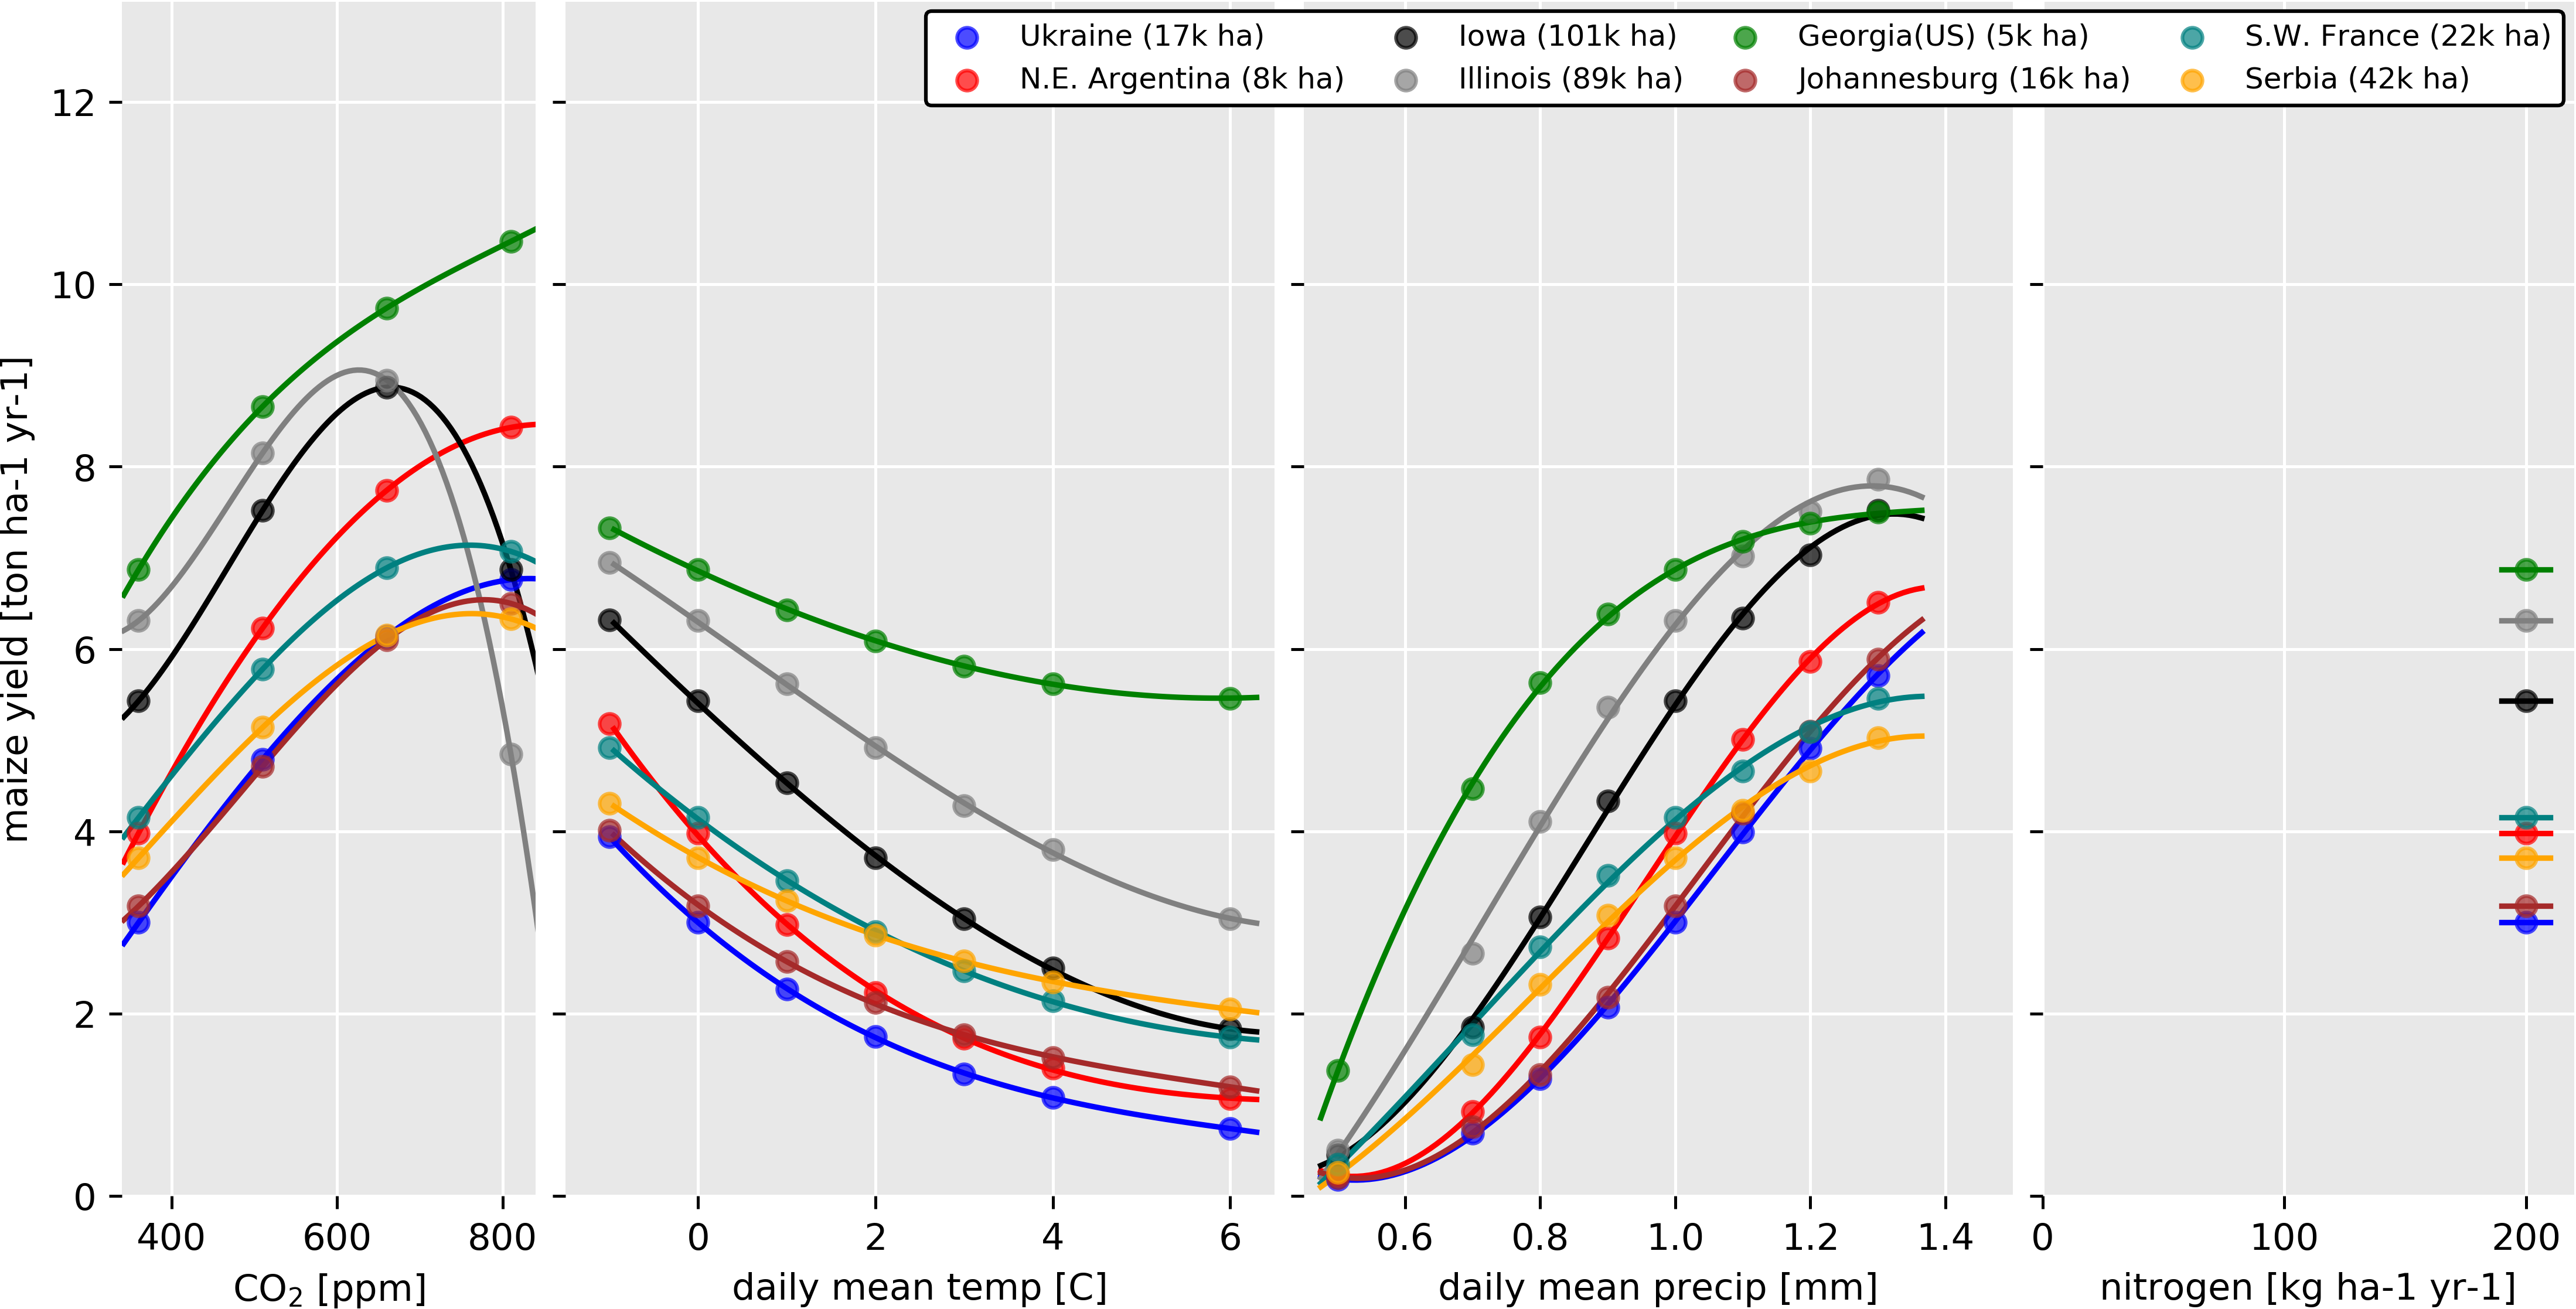 Ukraine (17k ha)
N.E. Argentina (8k ha)
Iowa (101k ha)
Illinois (89k ha)
Georgia(US) (5k ha)
Johannesburg (16k ha)
S.W. France (22k ha)
Serbia (42k ha)
maize yield [ton ha-1 yr-1]
12
10
8
6
4
2
0
400 600 800
CO₂ [ppm]
0 2 4 6
daily mean temp [C]
0.6 0.8 1.0 1.2 1.4
daily mean precip [mm]
0 100 200
nitrogen [kg ha-1 yr-1]